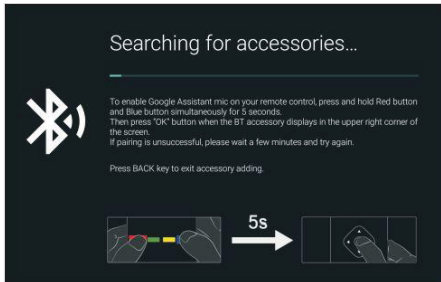 Searching for accessories...
To enable Google Assistant mic on your remote control, press and hold Red button
and Blue button simultaneously for 5 seconds.
Then press "OK" button when the BT accessory displays in the upper right corner of
the screen.
If pairing is unsuccessful, please wait a few minutes and try again.
Press BACK key to exit accessory adding.
5s